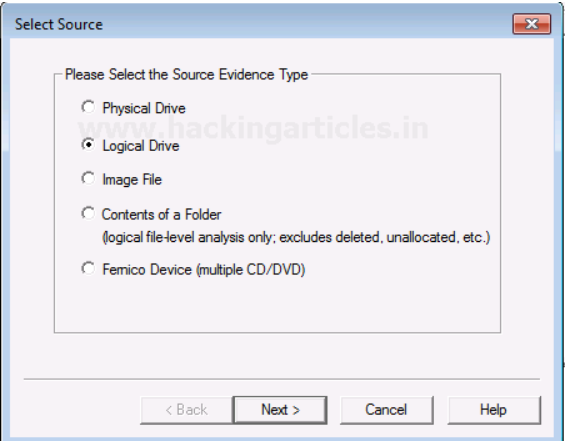 Select Source
Please Select the Source Evidence Type
Physical Drive
www.hackingarticles.in
Logical Drive
Image File
Contents of a Folder
(logical file-level analysis only; excludes deleted, unallocated, etc.)
Fernico Device (multiple CD/DVD)
< Back
Next >
Cancel
Help